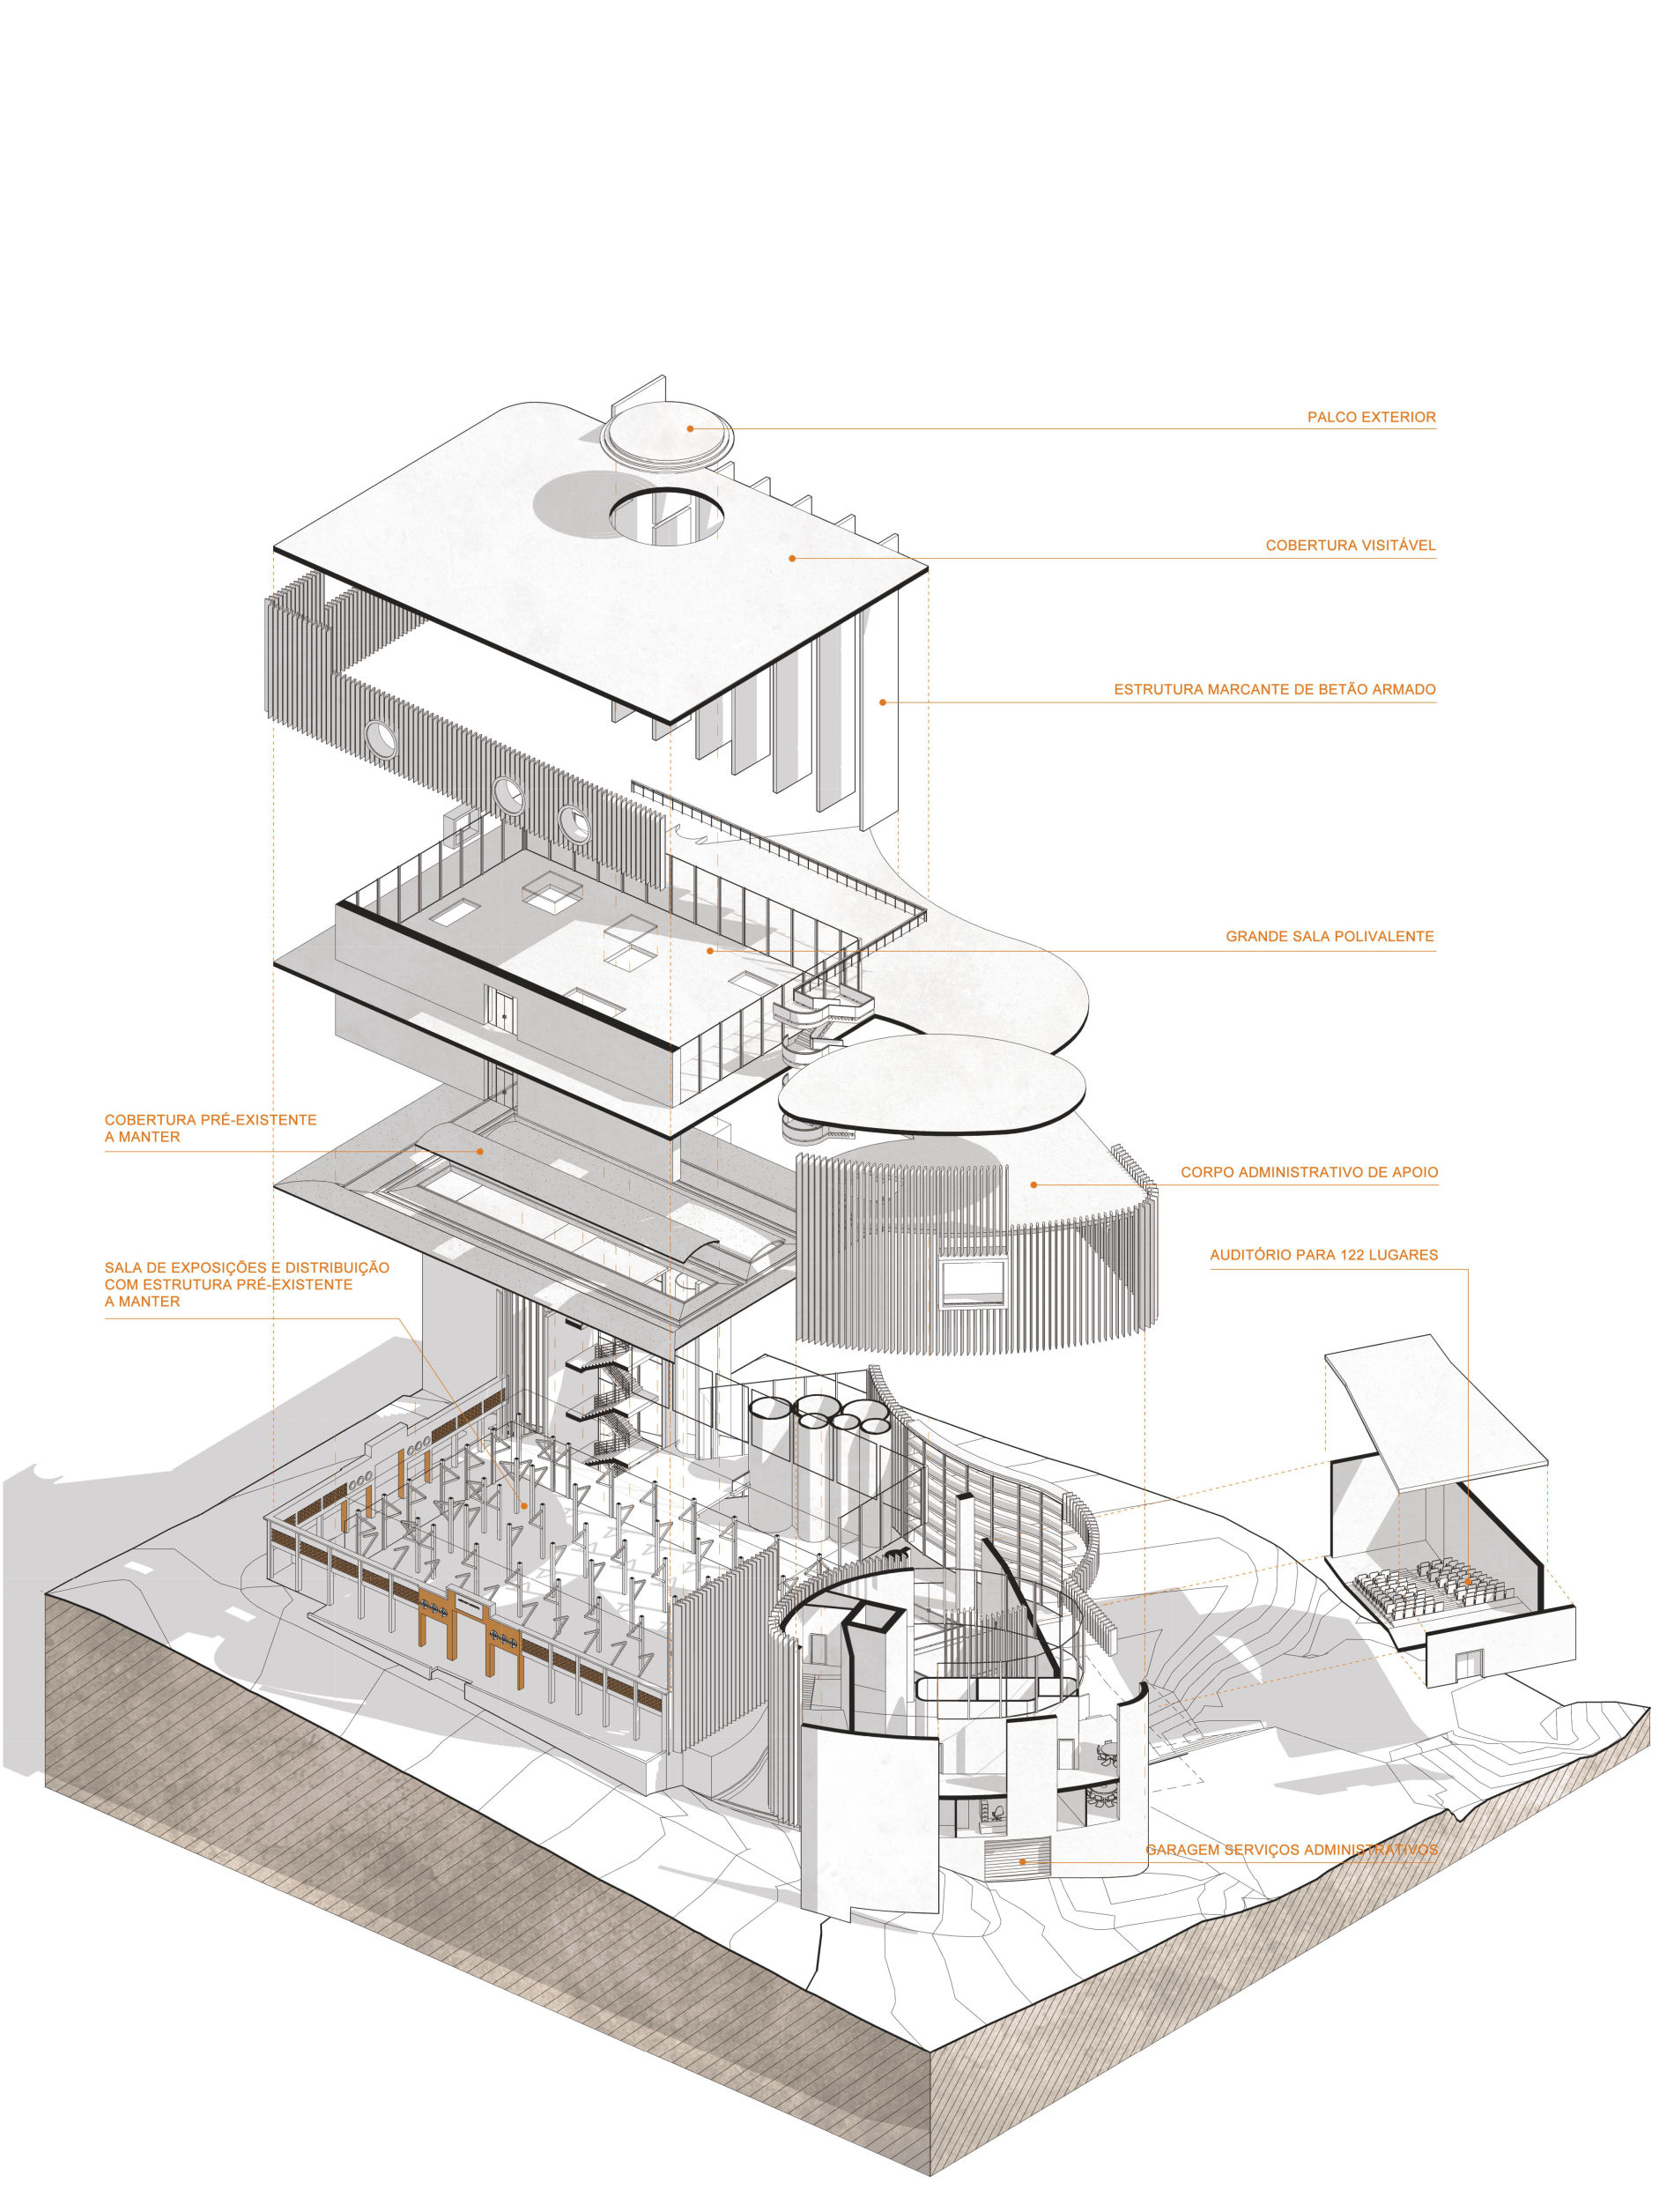 PALCO EXTERIOR
COBERTURA VISITÁVEL
ESTRUTURA MARCANTE DE BETÃO ARMADO
GRANDE SALA POLIVALENTE
COBERTURA PRÉ-EXISTENTE
A MANTER
CORPO ADMINISTRATIVO DE APOIO
AUDITÓRIO PARA 122 LUGARES
SALA DE EXPOSIÇÕES E DISTRIBUIÇÃO
COM ESTRUTURA PRÉ-EXISTENTE
A MANTER
GARAGEM SERVIÇOS ADMINISTRATIVOS